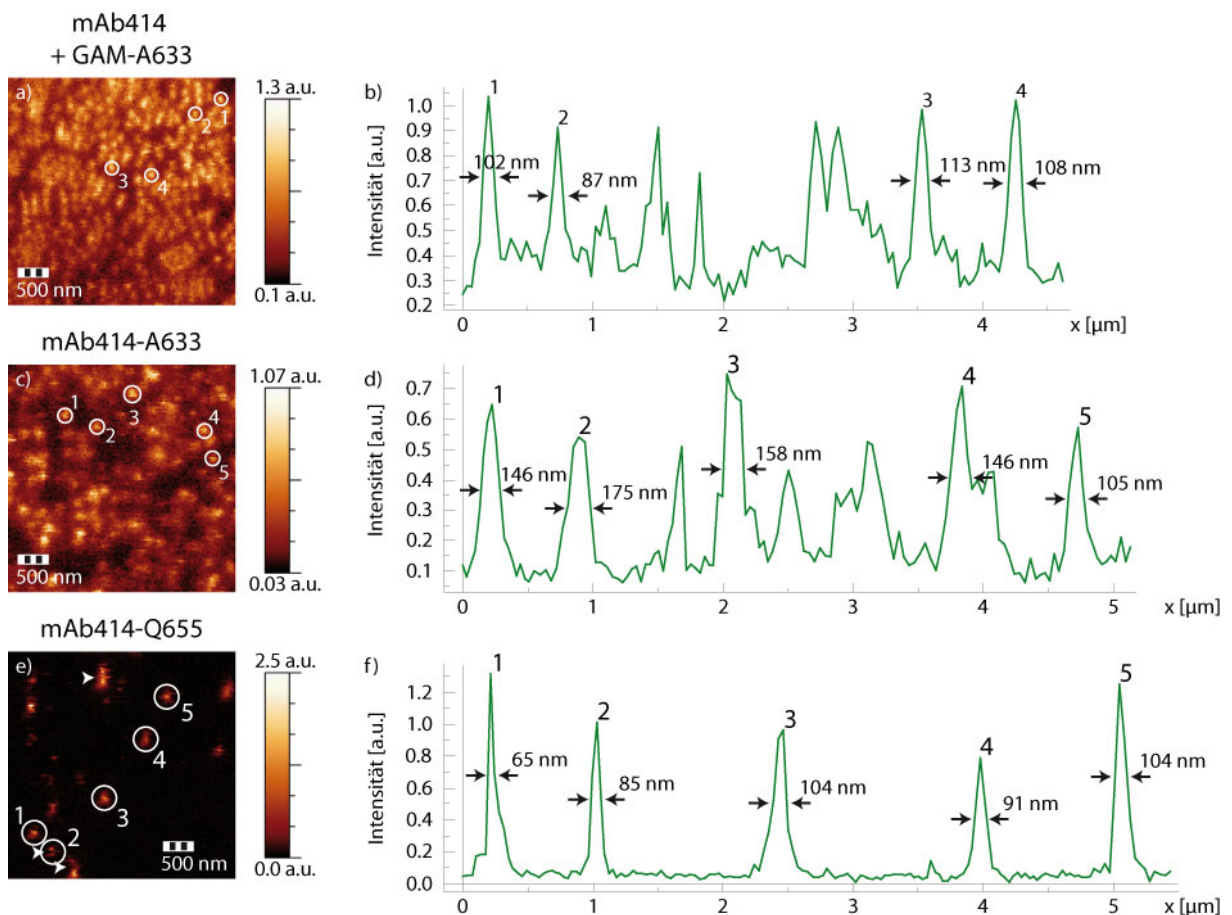 mAb414
+ GAM-A633
a)
1
2
3
4
500 nm
1.3 a.u.
0.1 a.u.
b)
Intensität [a.u.]
1.0
0.9
0.8
0.7
0.6
0.5
0.4
0.3
0.2
1
2
3
4
102 nm
87 nm
113 nm
108 nm
0 1 2 3 4 x [µm]
mAb414-A633
c)
1
2
3
4
5
500 nm
1.07 a.u.
0.03 a.u.
d)
Intensität [a.u.]
0.7
0.6
0.5
0.4
0.3
0.2
0.1
1
2
3
4
5
146 nm
175 nm
158 nm
146 nm
105 nm
0 1 2 3 4 5 x [µm]
mAb414-Q655
e)
5
4
3
1
2
500 nm
2.5 a.u.
0.0 a.u.
f)
Intensität [a.u.]
1.2
1.0
0.8
0.6
0.4
0.2
0.0
1
2
3
4
5
65 nm
85 nm
104 nm
91 nm
104 nm
0 1 2 3 4 5 x [µm]